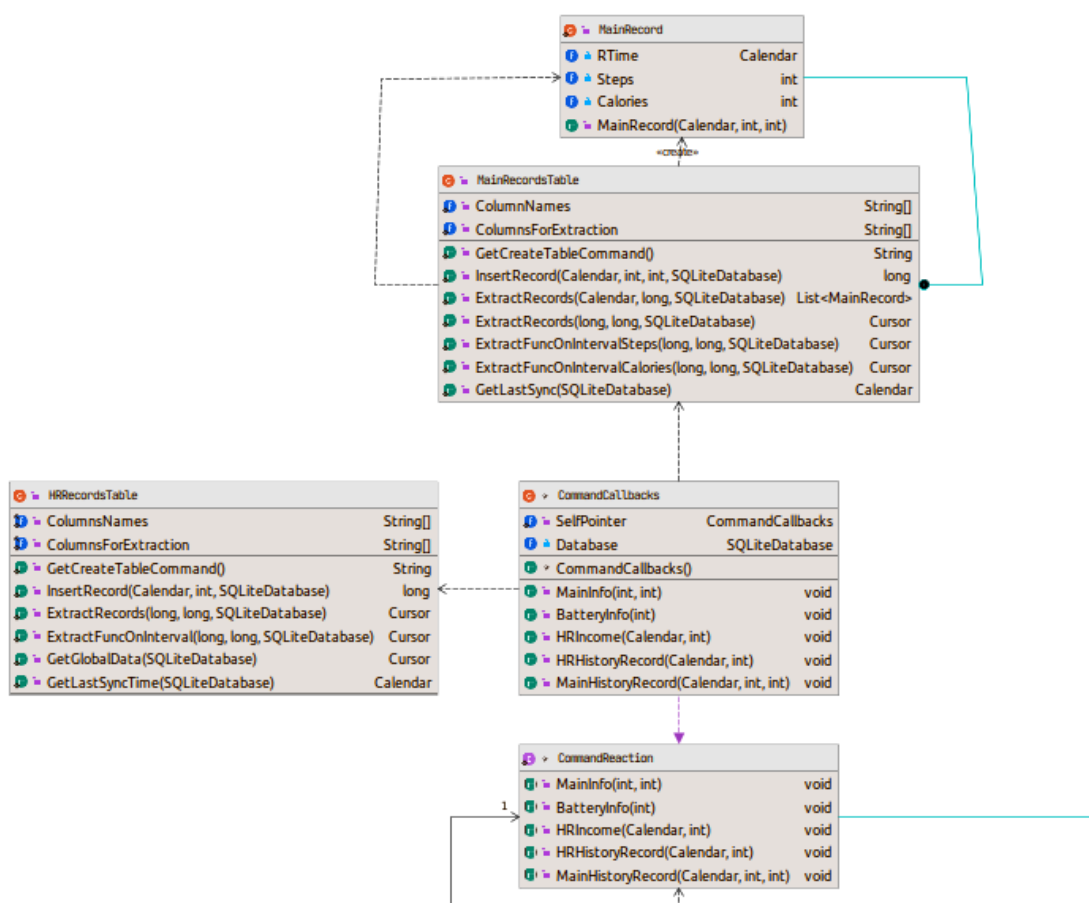 MainRecord
RTime Calendar
Steps int
Calories int
MainRecord(Calendar, int, int)
«create»
MainRecordsTable
ColumnNames String[]
ColumnsForExtraction String[]
GetCreateTableCommand() String
InsertRecord(Calendar, int, int, SQLiteDatabase) long
ExtractRecords(Calendar, long, SQLiteDatabase) List<MainRecord>
ExtractRecords(long, long, SQLiteDatabase) Cursor
ExtractFuncOnIntervalSteps(long, long, SQLiteDatabase) Cursor
ExtractFuncOnIntervalCalories(long, long, SQLiteDatabase) Cursor
GetLastSync(SQLiteDatabase) Calendar
HRRecordsTable
ColumnsNames String[]
ColumnsForExtraction String[]
GetCreateTableCommand() String
InsertRecord(Calendar, int, SQLiteDatabase) long
ExtractRecords(long, long, SQLiteDatabase) Cursor
ExtractFuncOnInterval(long, long, SQLiteDatabase) Cursor
GetGlobalData(SQLiteDatabase) Cursor
GetLastSyncTime(SQLiteDatabase) Calendar
CommandCallbacks
SelfPointer CommandCallbacks
Database SQLiteDatabase
CommandCallbacks()
MainInfo(int, int) void
BatteryInfo(int) void
HRIncome(Calendar, int) void
HRHistoryRecord(Calendar, int) void
MainHistoryRecord(Calendar, int, int) void
CommandReaction
MainInfo(int, int) void
BatteryInfo(int) void
HRIncome(Calendar, int) void
HRHistoryRecord(Calendar, int) void
MainHistoryRecord(Calendar, int, int) void
1